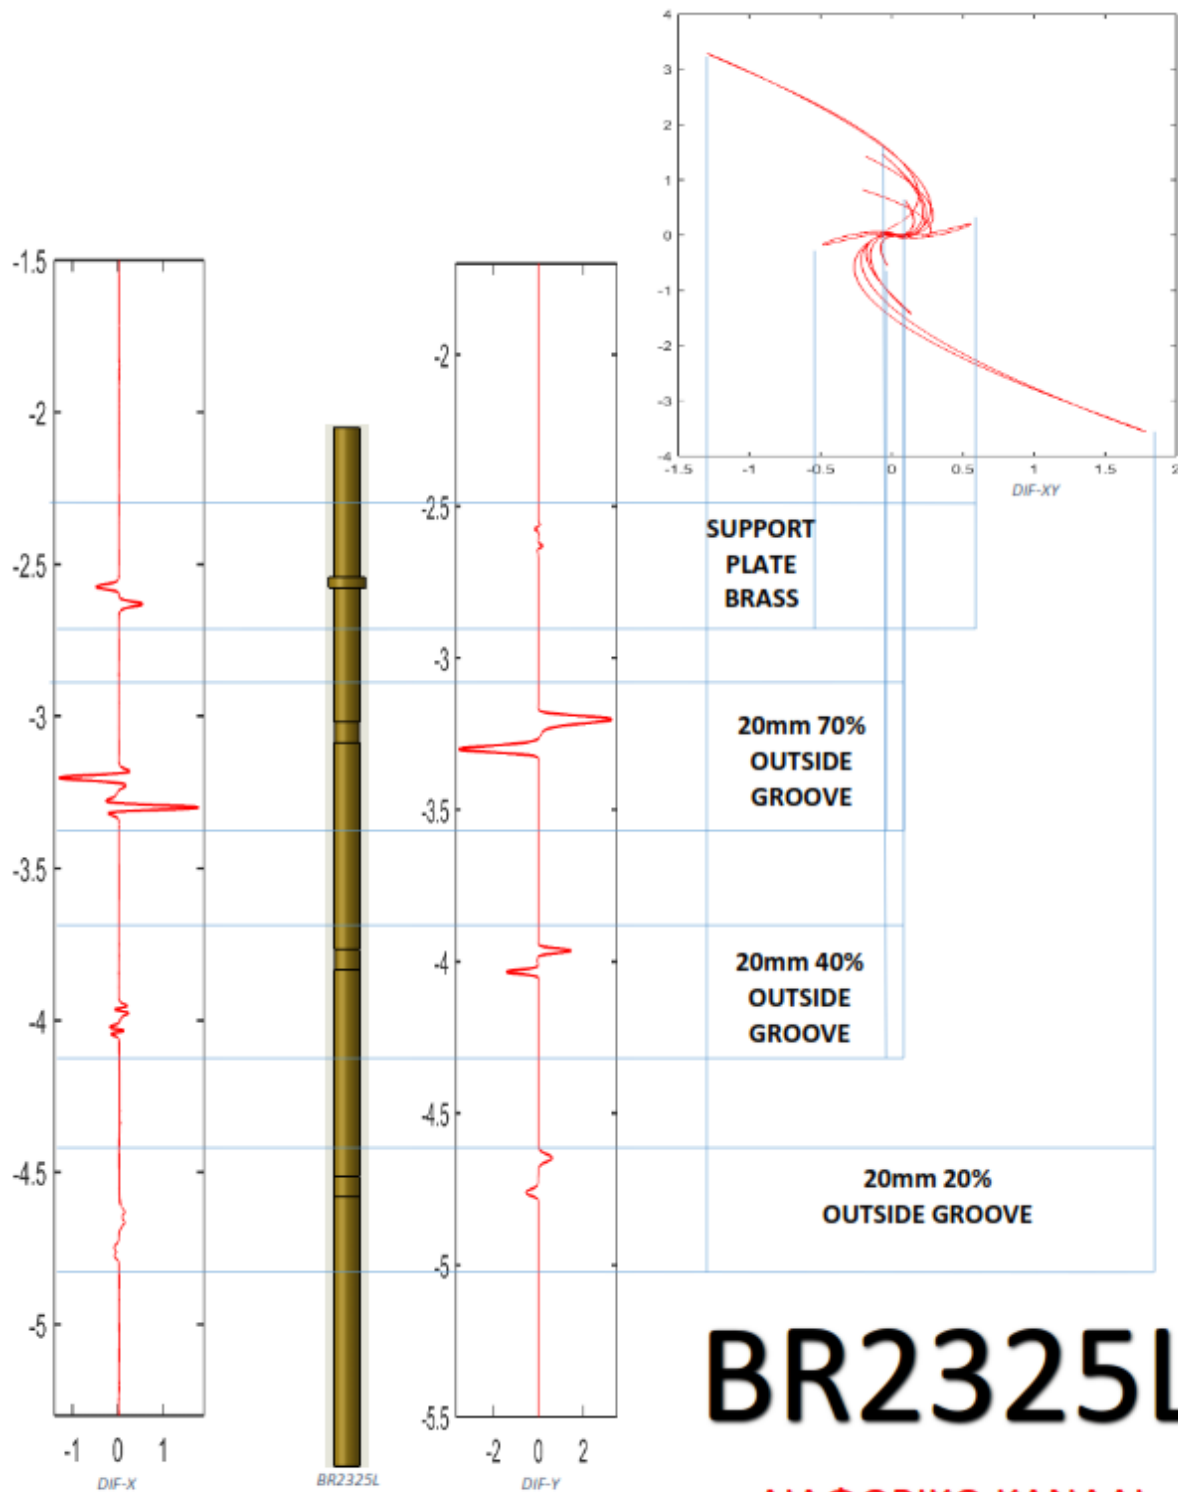 4
3
2
1
0
-1
-2
-3
-4
-1.5 -1 -0.5 0 0.5 1 1.5 2
DIF-XY
-1.5
-2
-2.5
-3
-3.5
-4
-4.5
-5
-1 0 1
DIF-X
BR2325L
-2
-2.5
-3
-3.5
-4
-4.5
-5
-5.5
-2 0 2
DIF-Y
SUPPORT
PLATE
BRASS
20mm 70%
OUTSIDE
GROOVE
20mm 40%
OUTSIDE
GROOVE
20mm 20%
OUTSIDE GROOVE
BR2325L